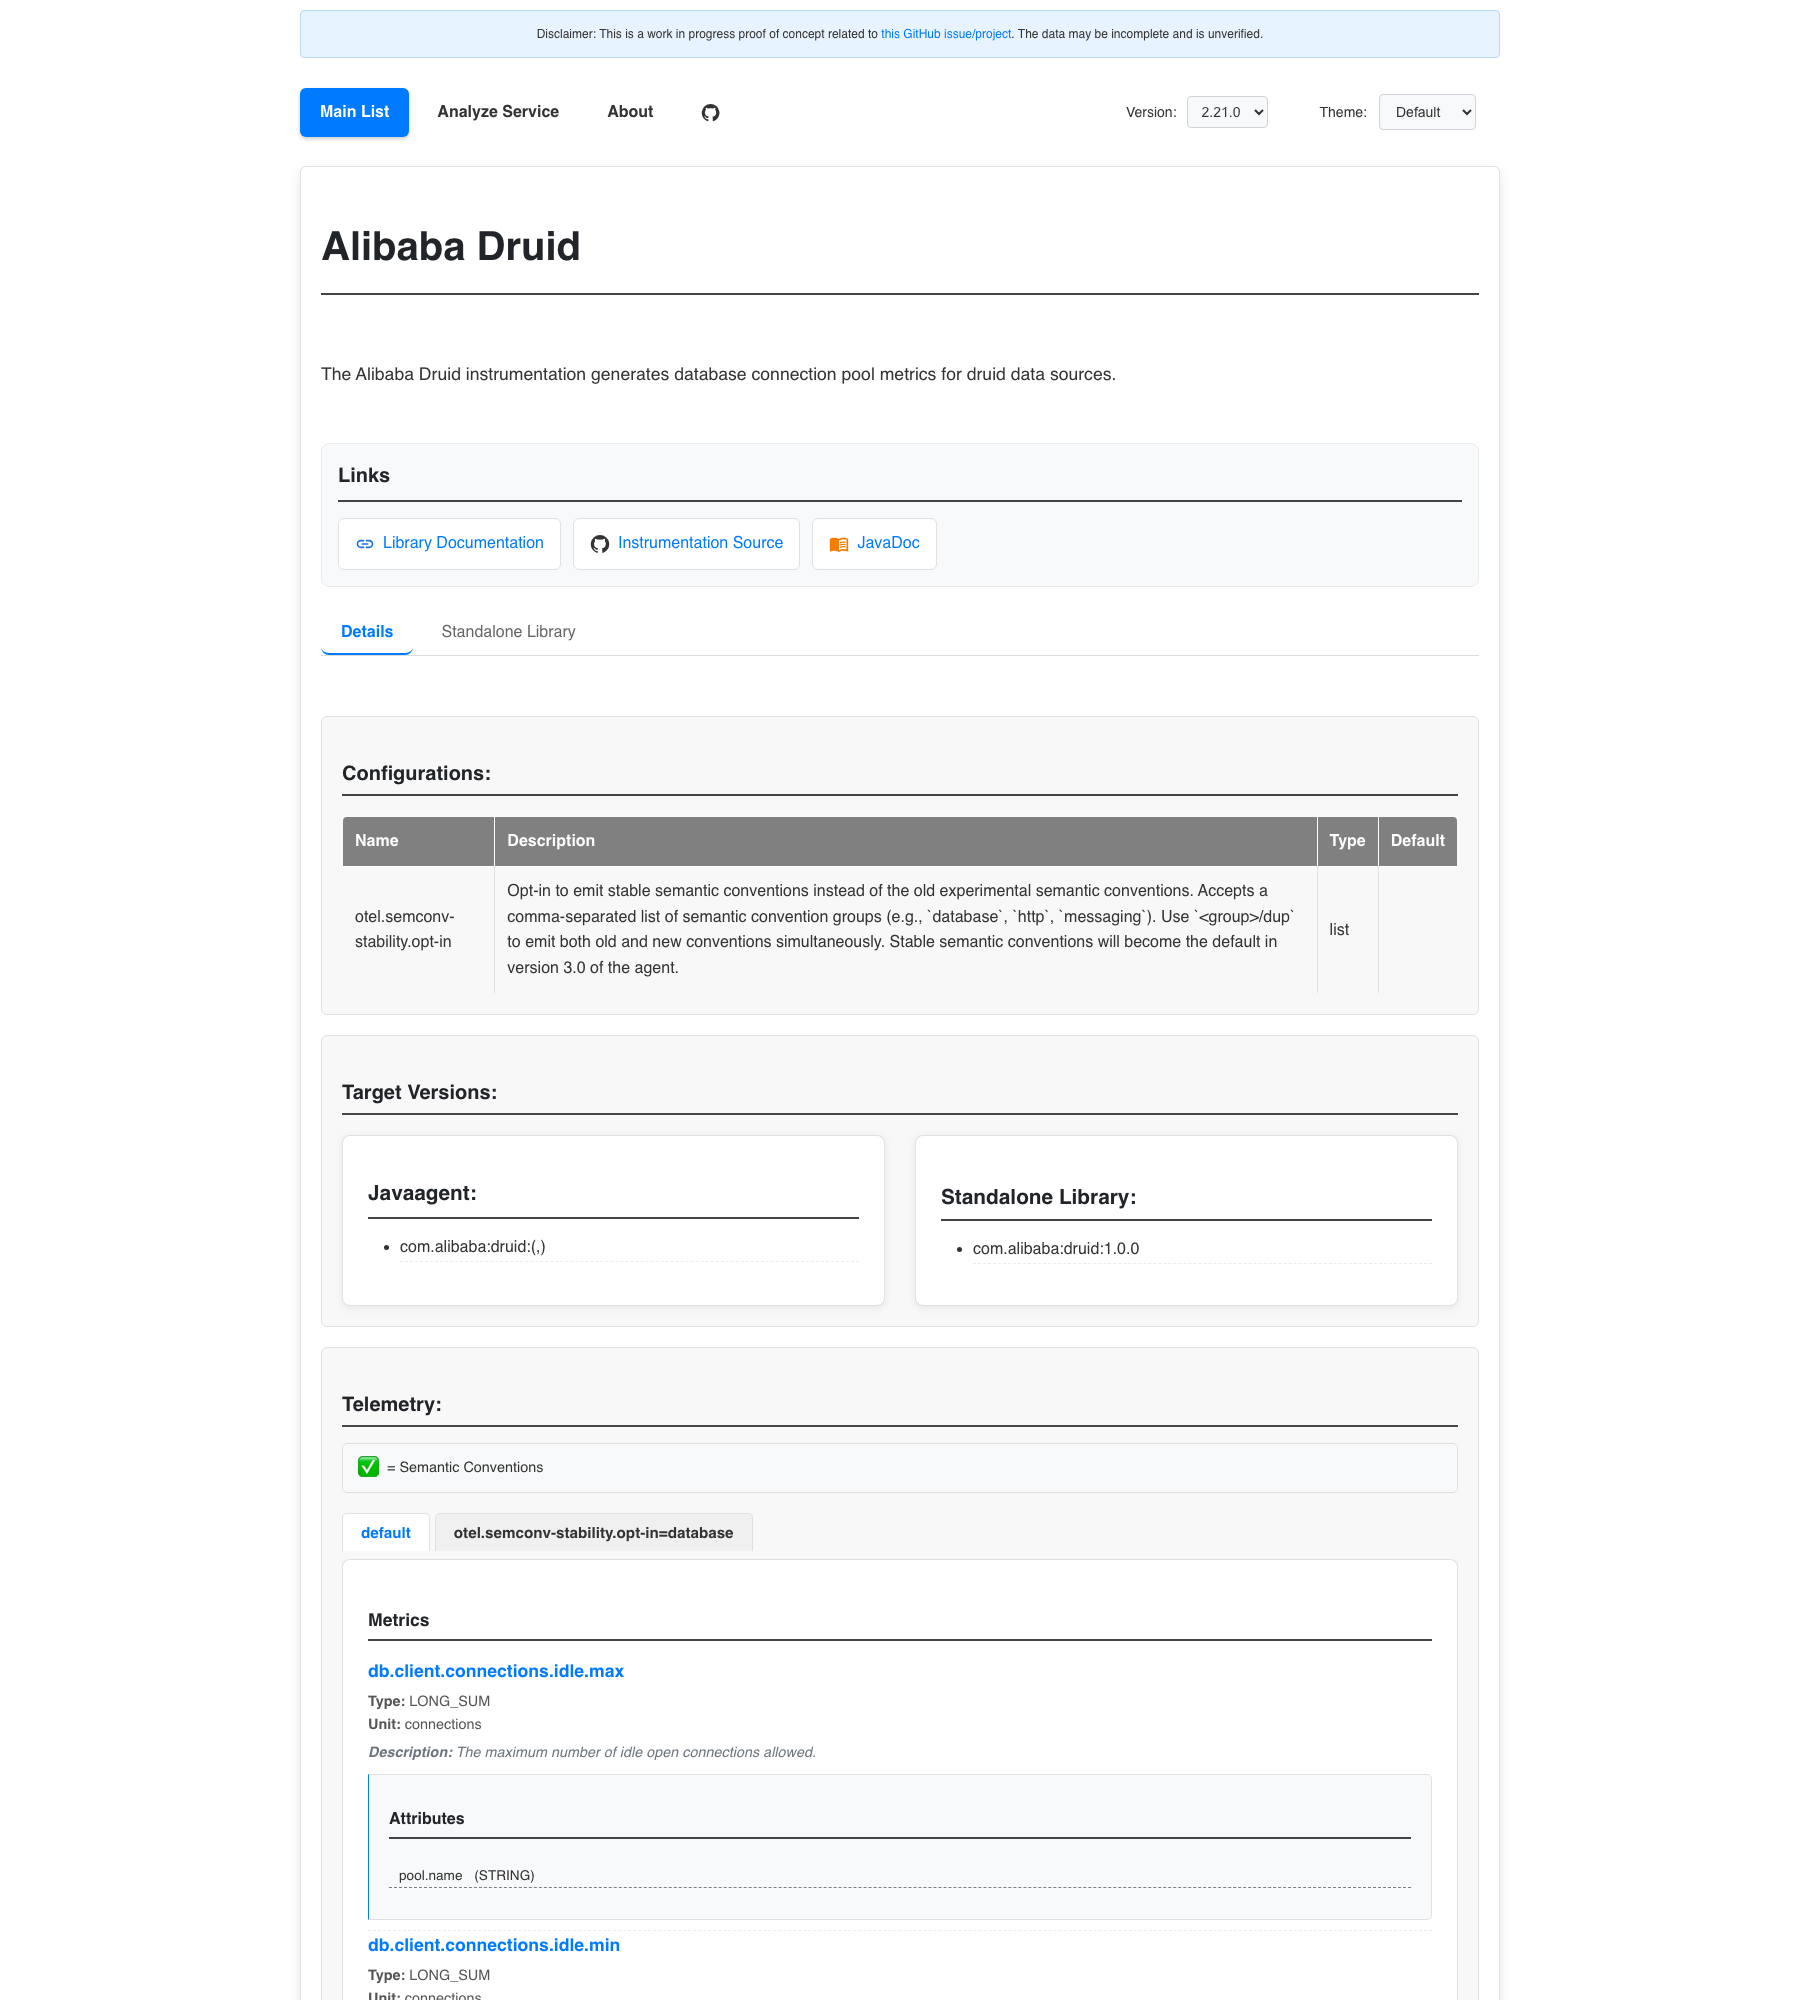 Disclaimer: This is a work in progress proof of concept related to this GitHub issue/project. The data may be incomplete and is unverified.
Main List
Analyze Service
About
Version:
2.21.0
Theme:
Default
Alibaba Druid
The Alibaba Druid instrumentation generates database connection pool metrics for druid data sources.
Links
Library Documentation
Instrumentation Source
JavaDoc
Details
Standalone Library
Configurations:
Name
Description
Type
Default
otel.semconv-
stability.opt-in
Opt-in to emit stable semantic conventions instead of the old experimental semantic conventions. Accepts a
comma-separated list of semantic convention groups (e.g., `database`, `http`, `messaging`). Use `<group>/dup`
to emit both old and new conventions simultaneously. Stable semantic conventions will become the default in
version 3.0 of the agent.
list
Target Versions:
Javaagent:
• com.alibaba:druid:(,)
Standalone Library:
• com.alibaba:druid:1.0.0
Telemetry:
✅ = Semantic Conventions
default
otel.semconv-stability.opt-in=database
Metrics
db.client.connections.idle.max
Type: LONG_SUM
Unit: connections
Description: The maximum number of idle open connections allowed.
Attributes
pool.name (STRING)
db.client.connections.idle.min
Type: LONG_SUM
Unit: connections